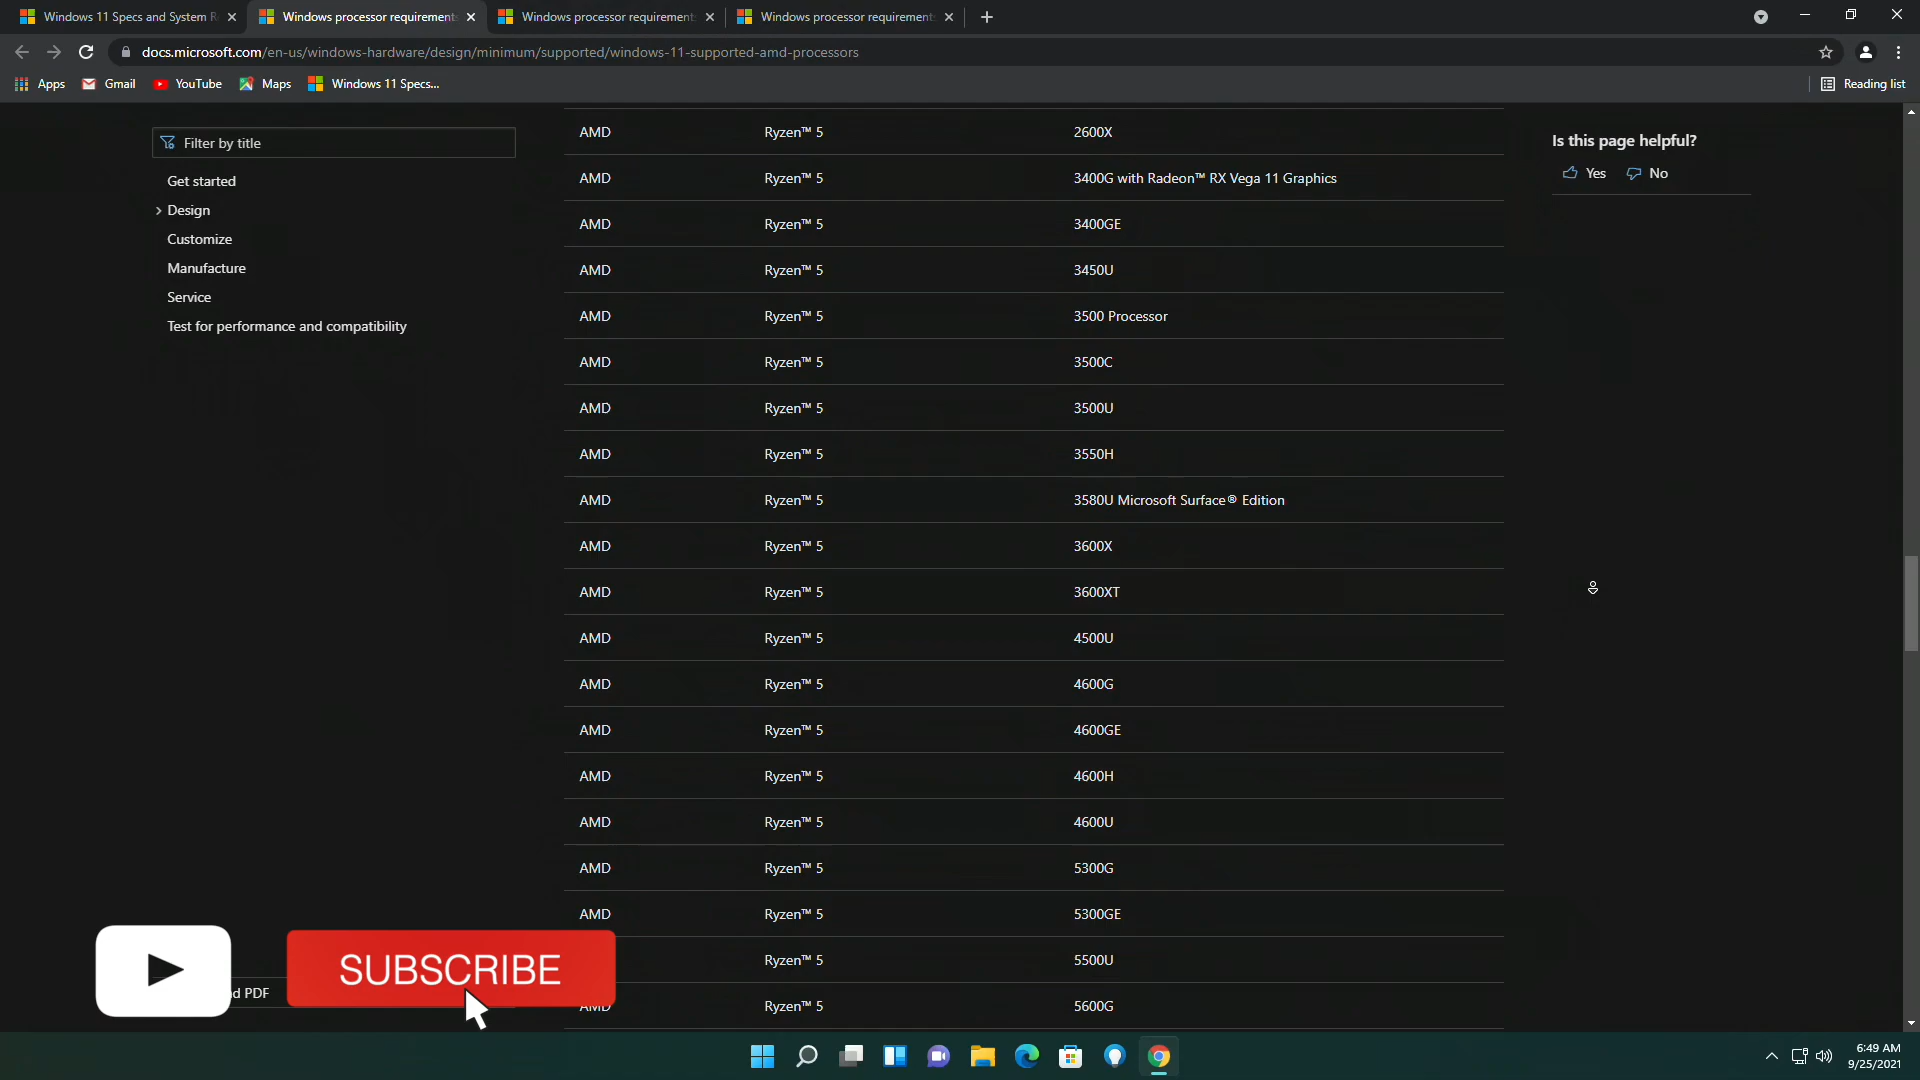 Windows 11 Specs and System R
Windows processor requirement
Windows processor requirement
Windows processor requirement
docs.microsoft.com/en-us/windows-hardware/design/minimum/supported/windows-11-supported-amd-processors
Apps Gmail YouTube Maps Windows 11 Specs... Reading list
Filter by title
Get started
Design
Customize
Manufacture
Service
Test for performance and compatibility
AMD Ryzen™ 5 2600X
AMD Ryzen™ 5 3400G with Radeon™ RX Vega 11 Graphics
AMD Ryzen™ 5 3400GE
AMD Ryzen™ 5 3450U
AMD Ryzen™ 5 3500 Processor
AMD Ryzen™ 5 3500C
AMD Ryzen™ 5 3500U
AMD Ryzen™ 5 3550H
AMD Ryzen™ 5 3580U Microsoft Surface® Edition
AMD Ryzen™ 5 3600X
AMD Ryzen™ 5 3600XT
AMD Ryzen™ 5 4500U
AMD Ryzen™ 5 4600G
AMD Ryzen™ 5 4600GE
AMD Ryzen™ 5 4600H
AMD Ryzen™ 5 4600U
AMD Ryzen™ 5 5300G
AMD Ryzen™ 5 5300GE
Ryzen™ 5 5500U
AMD Ryzen™ 5 5600G
Is this page helpful?
Yes No
d PDF
SUBSCRIBE
6:49 AM
9/25/2021